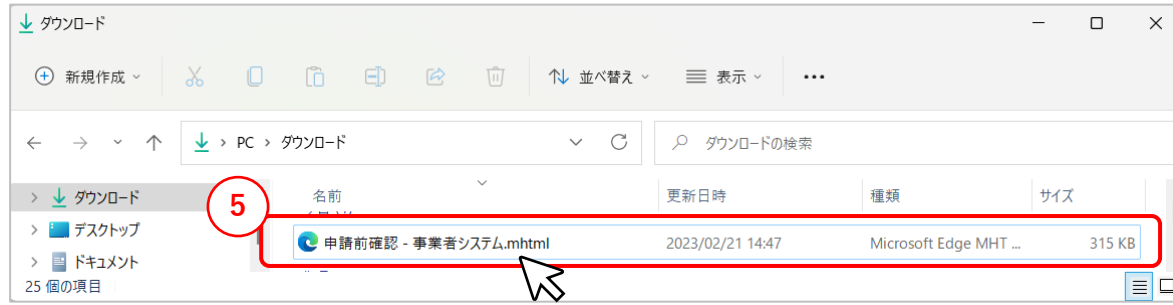 ダウンロード
新規作成 並べ替え 表示
PC ダウンロード ダウンロードの検索
名前 更新日時 種類 サイズ
ダウンロード
5
申請前確認 - 事業者システム.mhtml 2023/02/21 14:47 Microsoft Edge MHT ... 315 KB
デスクトップ
ドキュメント
25 個の項目